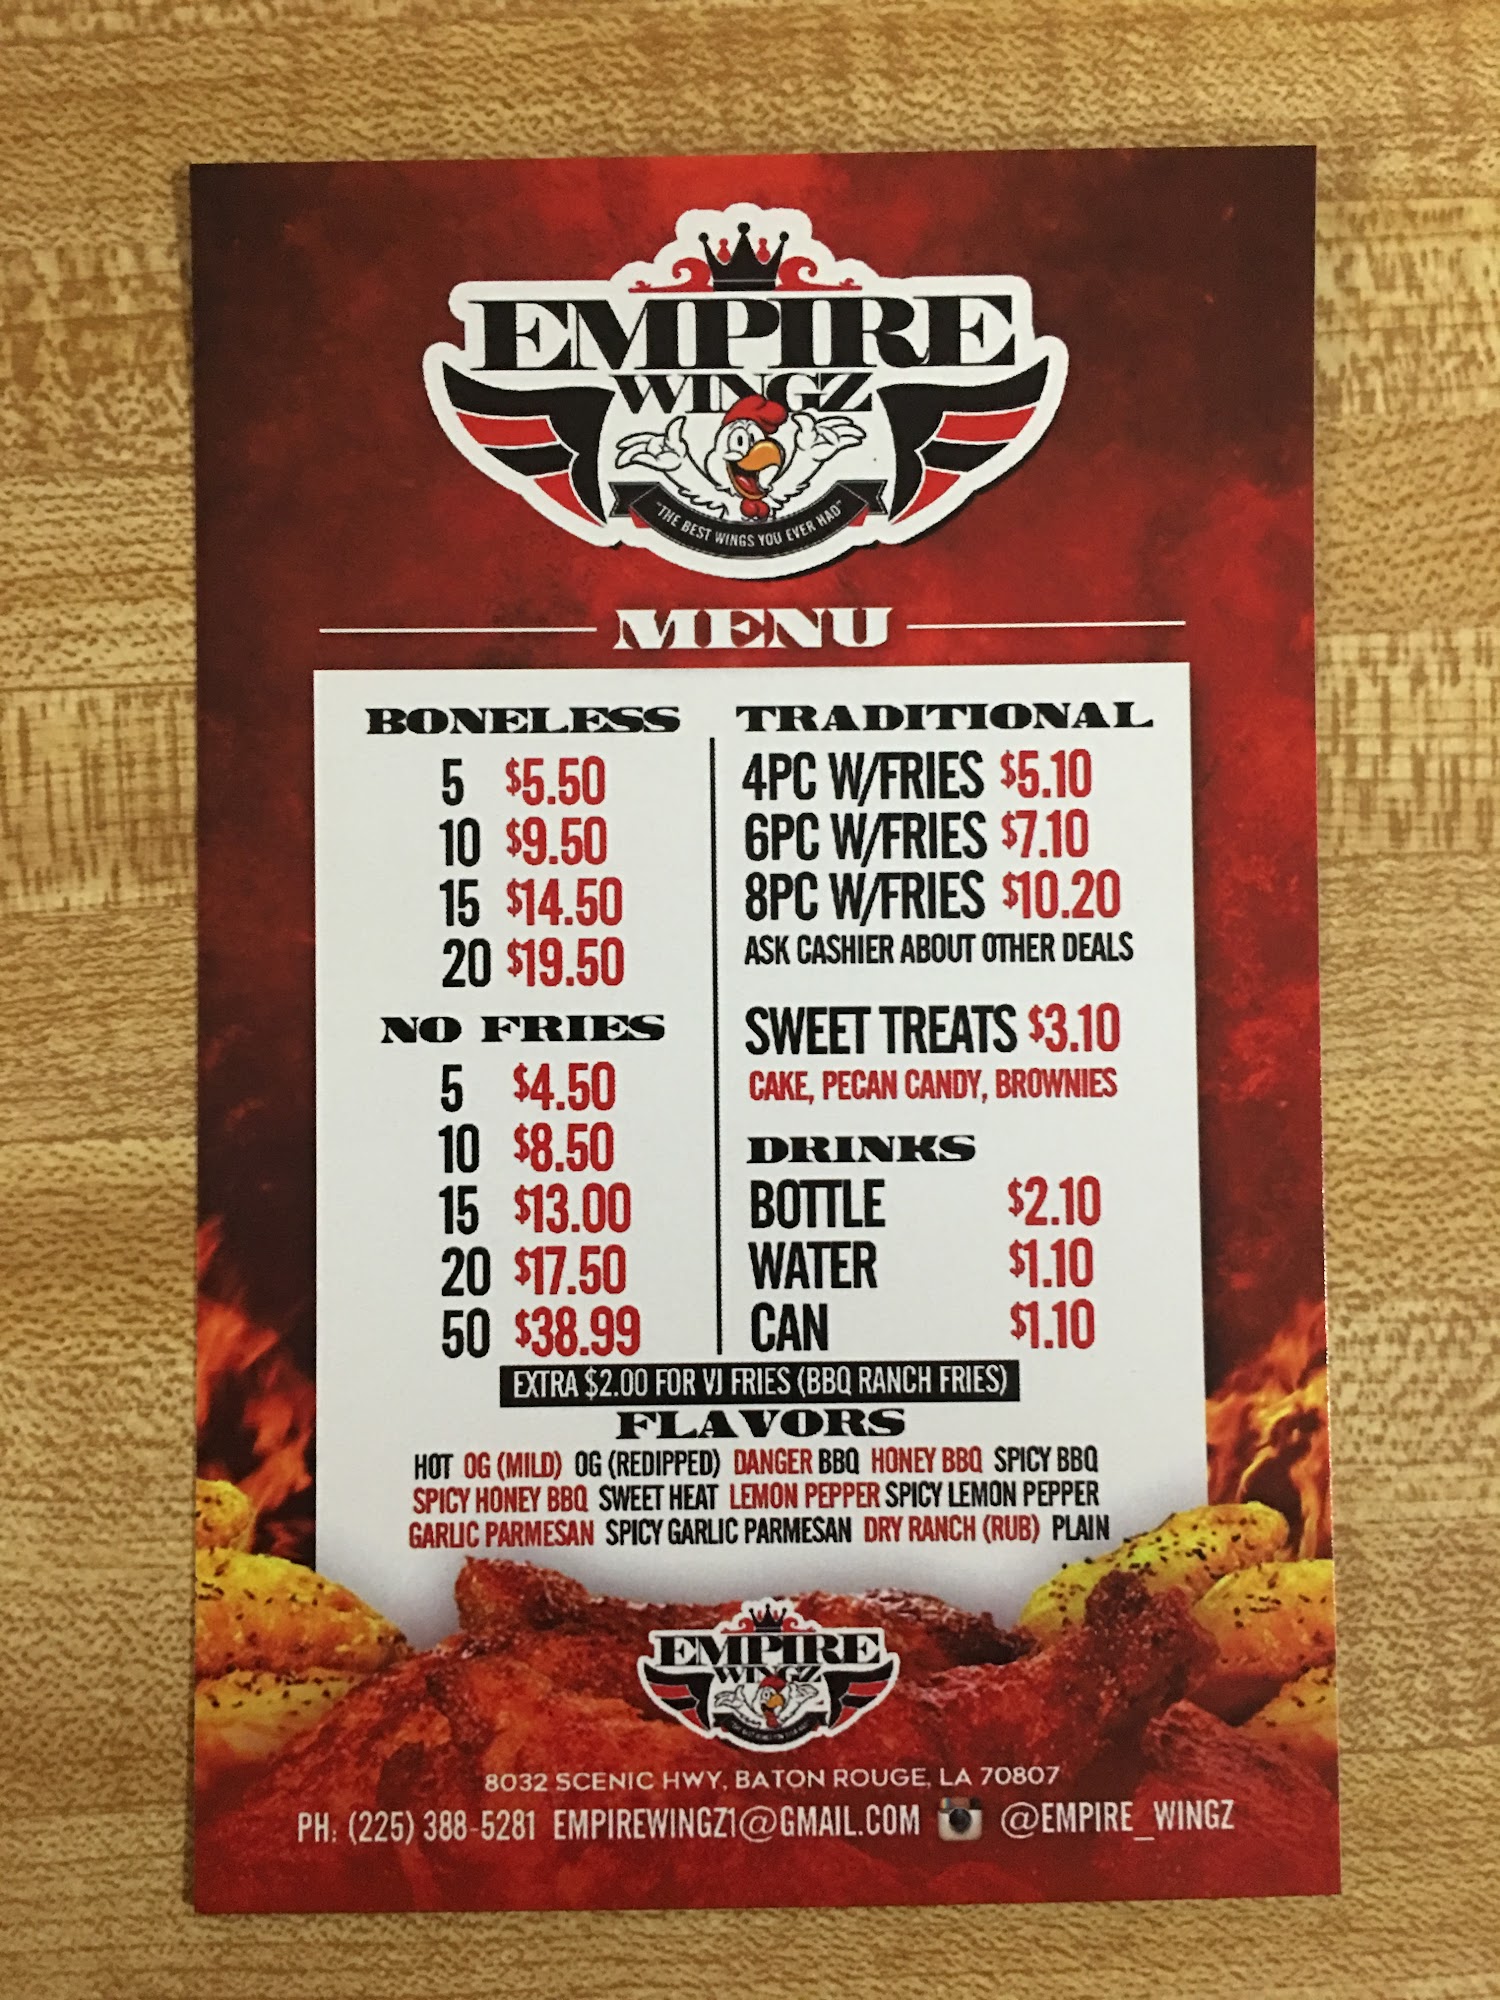 EMPIRE
WINGZ
"THE BEST WINGS YOU EVER HAD"
MENU
BONELESS
5 $5.50
10 $9.50
15 $14.50
20 $19.50
NO FRIES
5 $4.50
10 $8.50
15 $13.00
20 $17.50
50 $38.99
TRADITIONAL
4PC W/FRIES $5.10
6PC W/FRIES $7.10
8PC W/FRIES $10.20
ASK CASHIER ABOUT OTHER DEALS
SWEET TREATS $3.10
CAKE, PECAN CANDY, BROWNIES
DRINKS
BOTTLE $2.10
WATER $1.10
CAN $1.10
EXTRA $2.00 FOR VJ FRIES (BBQ RANCH FRIES)
FLAVORS
HOT OG (MILD) OG (REDIPPED) DANGER BBQ HONEY BBQ SPICY BBQ
SPICY HONEY BBQ SWEET HEAT LEMON PEPPER SPICY LEMON PEPPER
GARLIC PARMESAN SPICY GARLIC PARMESAN DRY RANCH (RUB) PLAIN
EMPIRE
WINGZ
8032 SCENIC HWY, BATON ROUGE, LA 70807
PH: (225) 388-5281 EMPIREWINGZ1@GMAIL.COM @EMPIRE_WINGZ